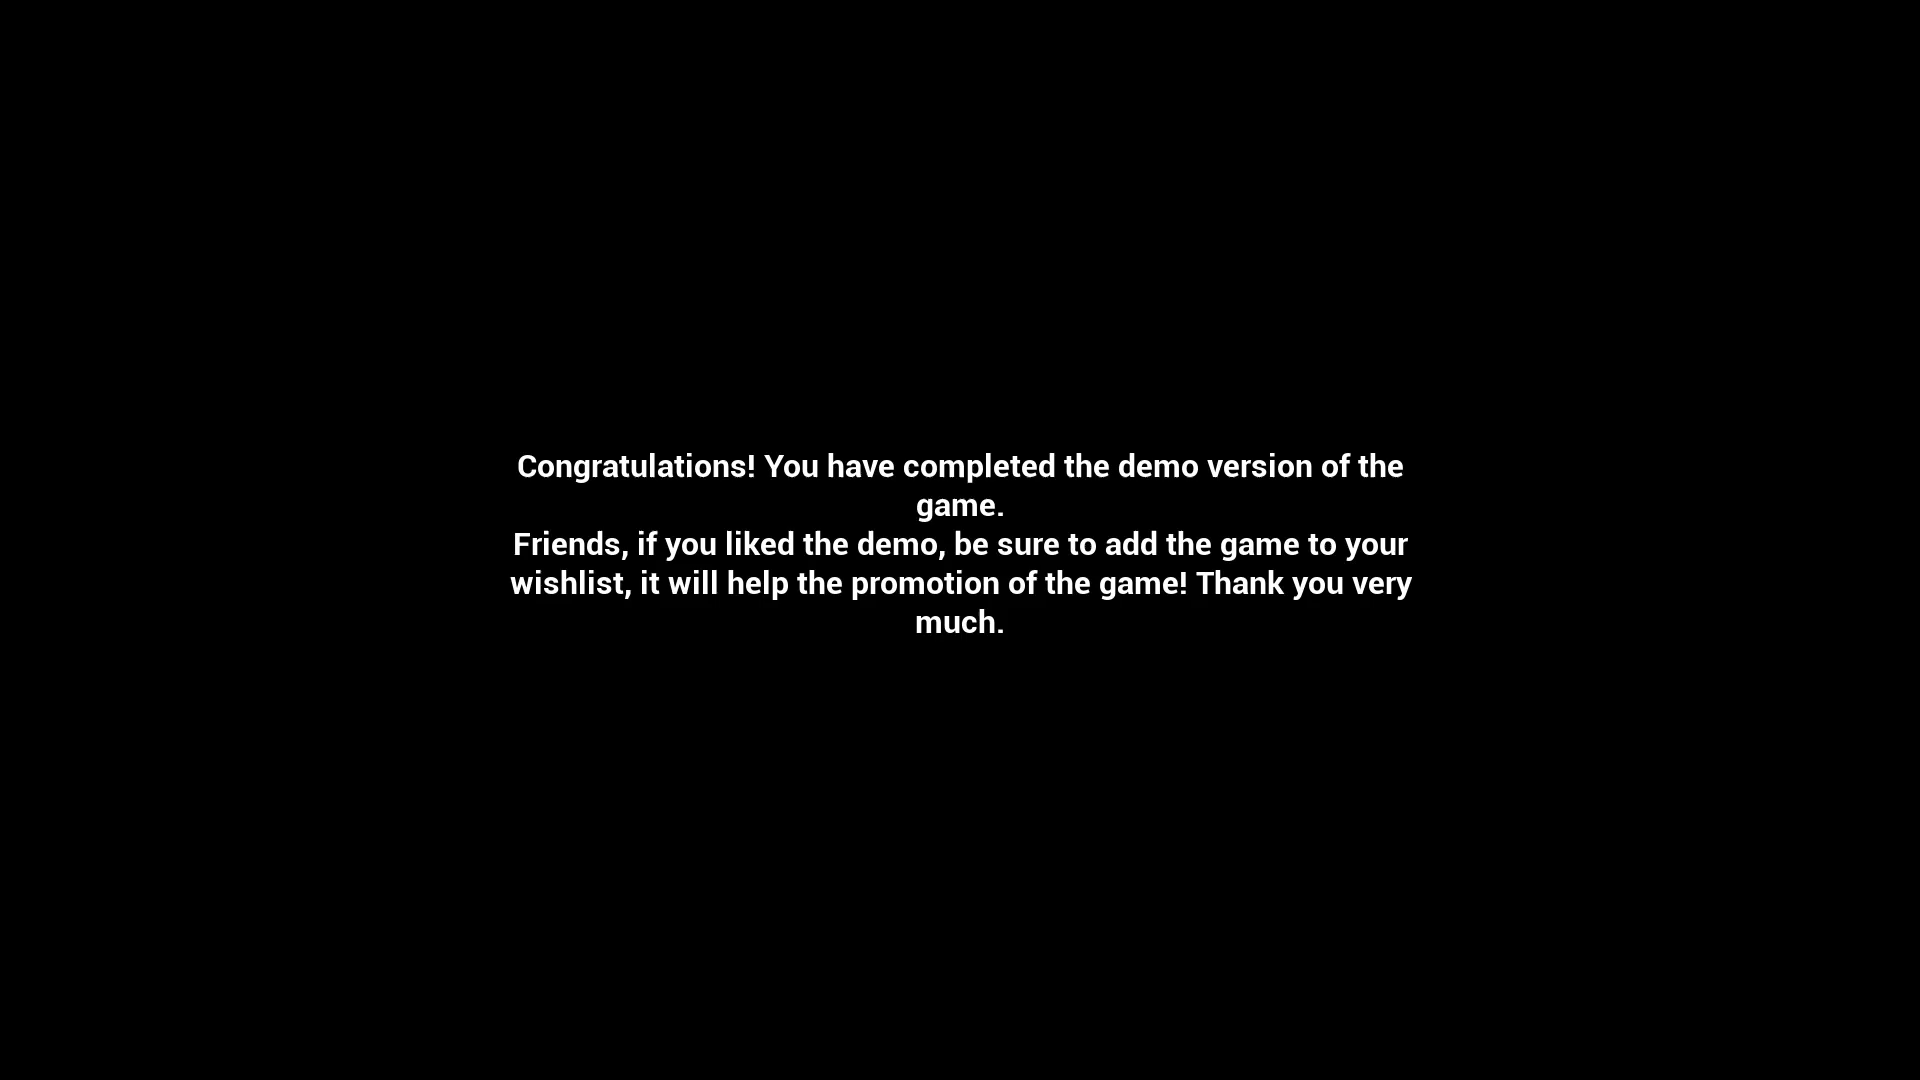 Congratulations! You have completed the demo version of the
game.
Friends, if you liked the demo, be sure to add the game to your
wishlist, it will help the promotion of the game! Thank you very
much.